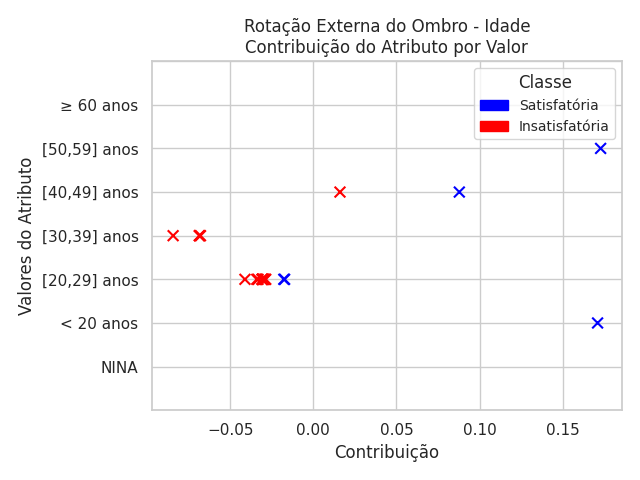 Rotação Externa do Ombro - Idade
Contribuição do Atributo por Valor
Classe
Satisfatória
Insatisfatória
Valores do Atributo
≥ 60 anos
[50,59] anos
[40,49] anos
[30,39] anos
[20,29] anos
< 20 anos
NINA
−0.05 0.00 0.05 0.10 0.15
Contribuição